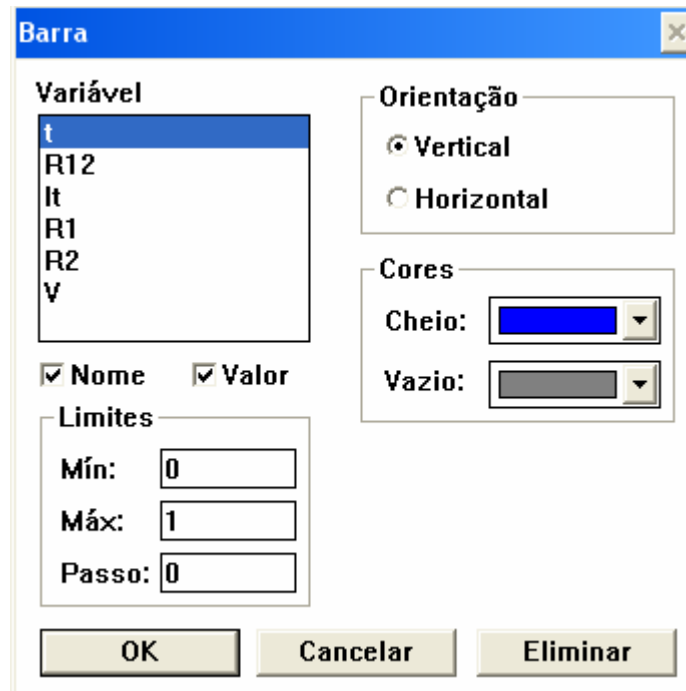 Barra
Variável
t
R12
It
R1
R2
V
Nome
Valor
Limites
Mín: 0
Máx: 1
Passo: 0
Orientação
Vertical
Horizontal
Cores
Cheio:
Vazio:
OK
Cancelar
Eliminar